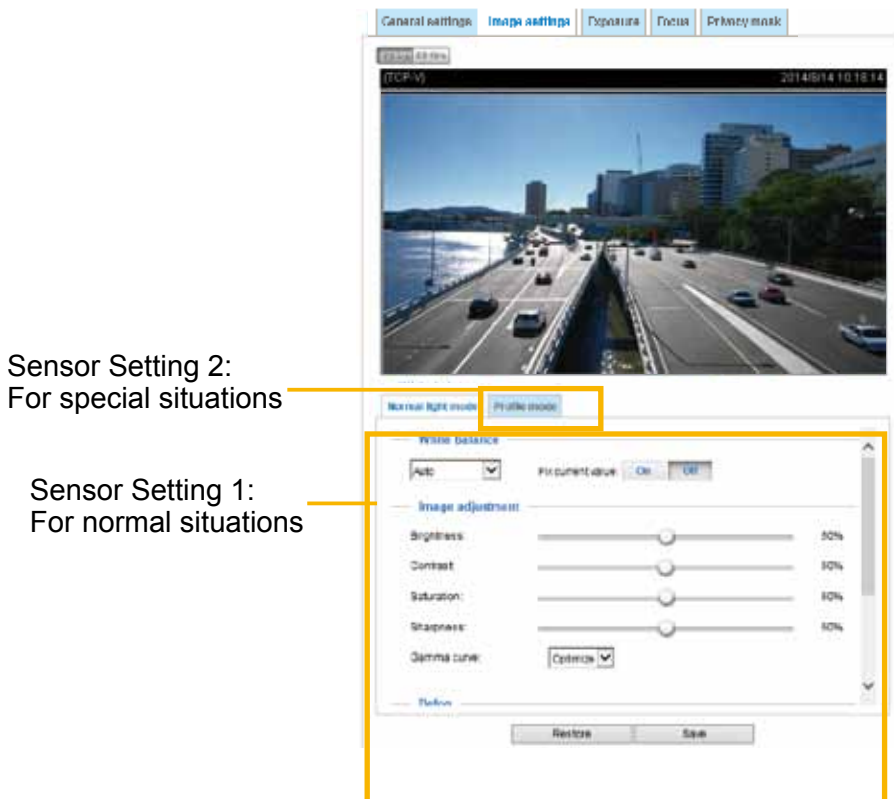 General settings Image settings Exposure Focus Privacy mask
(TCP-V) 2014/8/14 10:18:14
Sensor Setting 2:
For special situations
Normal light mode Profile mode
White balance
Auto Fix current value On Off
Sensor Setting 1:
For normal situations
Image adjustment
Brightness: 50%
Contrast: 50%
Saturation: 50%
Sharpness: 50%
Gamma curve: Optimize
Defog
Restore Save